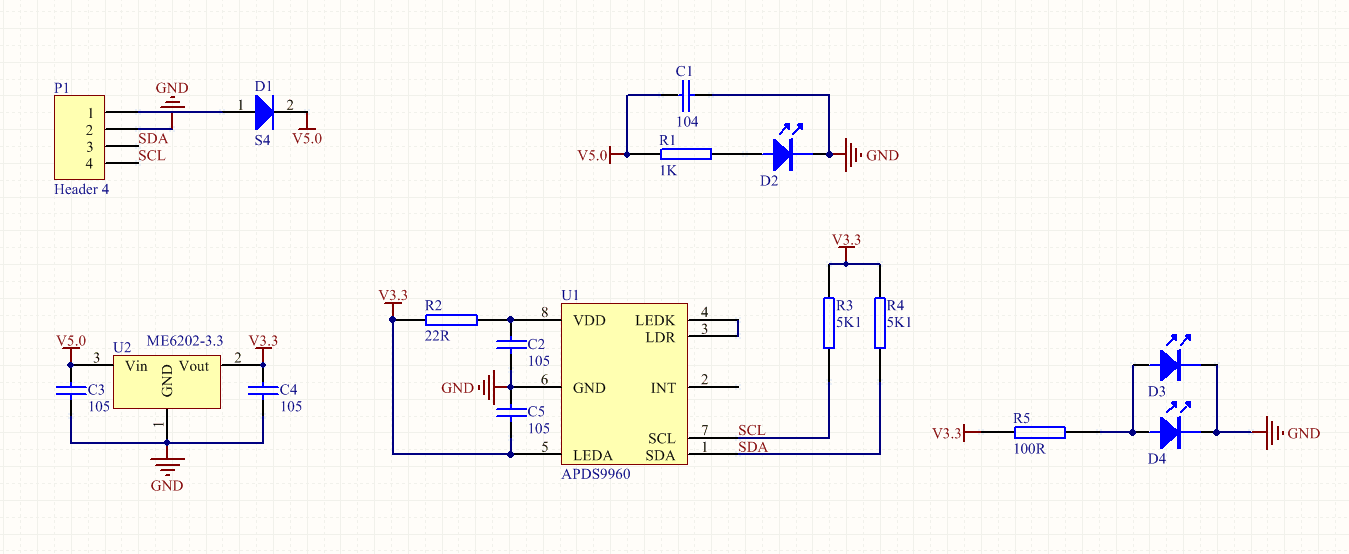 P1
1
2
3
4
Header 4
GND
SDA
SCL
D1
1
2
S4
V5.0
C1
104
V5.0
R1
1K
D2
GND
V5.0
3
U2
ME6202-3.3
Vin
GND
Vout
1
2
V3.3
C3
105
C4
105
GND
V3.3
R2
22R
C2
105
GND
C5
105
U1
8
VDD
6
GND
5
LEDA
LEDK
4
LDR
3
INT
2
SCL
7
SDA
1
APDS9960
SCL
SDA
V3.3
R3
5K1
R4
5K1
V3.3
R5
100R
D3
D4
GND